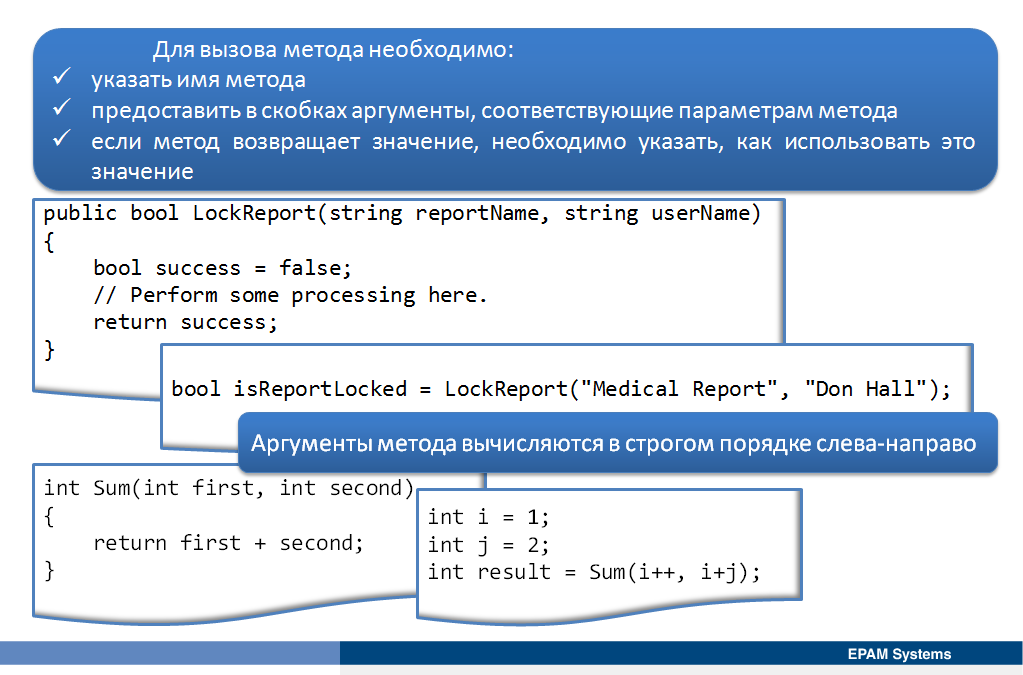 Для вызова метода необходимо:
✓ указать имя метода
✓ предоставить в скобках аргументы, соответствующие параметрам метода
✓ если метод возвращает значение, необходимо указать, как использовать это
значение
public bool LockReport(string reportName, string userName)
{
    bool success = false;
    // Perform some processing here.
    return success;
}
bool isReportLocked = LockReport("Medical Report", "Don Hall");
Аргументы метода вычисляются в строгом порядке слева-направо
int Sum(int first, int second)
{
    return first + second;
}
int i = 1;
int j = 2;
int result = Sum(i++, i+j);
EPAM Systems